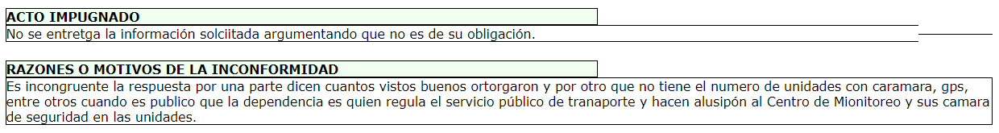 ACTO IMPUGNADO
No se entretga la información solciitada argumentando que no es de su obligación.
RAZONES O MOTIVOS DE LA INCONFORMIDAD
Es incongruente la respuesta por una parte dicen cuantos vistos buenos ortorgaron y por otro que no tiene el numero de unidades con caramara, gps,
entre otros cuando es publico que la dependencia es quien regula el servicio público de transporte y hacen alusipón al Centro de Mionitoreo y sus camara
de seguridad en las unidades.